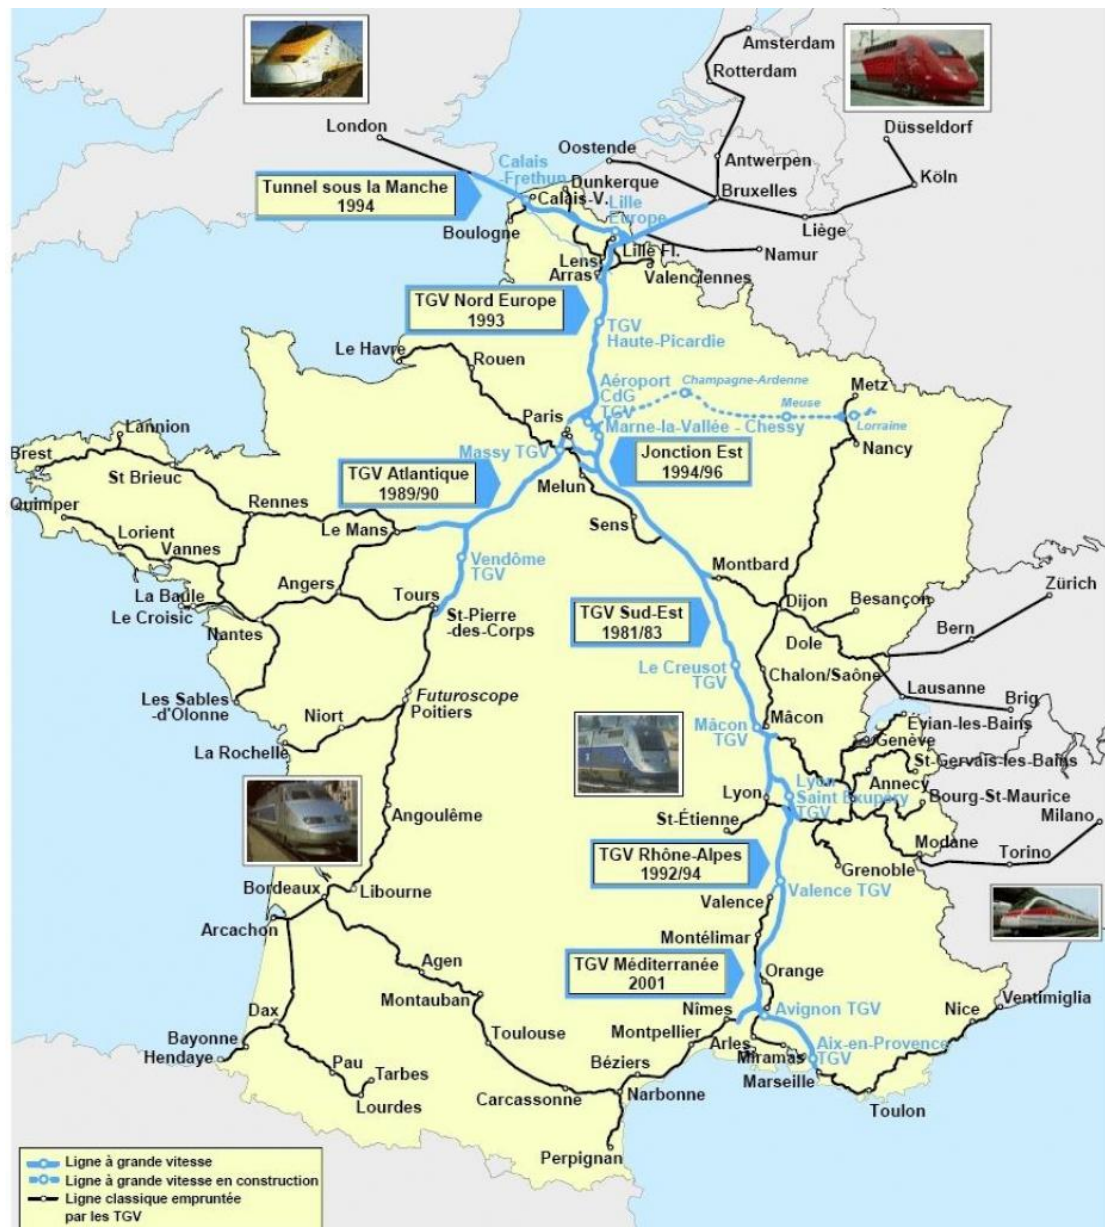 Amsterdam
Rotterdam
Düsseldorf
London
Oostende
Antwerpen
Köln
Calais
-Frethun
Dunkerque
Bruxelles
Tunnel sous la Manche
1994
Calais-V.
Lille
Europe
Liège
Boulogne
Lille Fl.
Namur
Lens
Arras
Valenciennes
TGV Nord Europe
1993
TGV
Haute-Picardie
Le Havre
Rouen
Aéroport
CdG
TGV
Champagne-Ardenne
Meuse
Metz
Lorraine
Paris
Marne-la-Vallée - Chessy
Lannion
Massy TGV
Jonction Est
1994/96
Nancy
Brest
St Brieuc
TGV Atlantique
1989/90
Melun
Quimper
Rennes
Sens
Lorient
Vannes
Le Mans
Vendôme
TGV
Montbard
Zürich
La Baule
Le Croisic
Angers
Tours
St-Pierre
-des-Corps
TGV Sud-Est
1981/83
Dijon
Besançon
Nantes
Dole
Bern
Le Creusot
TGV
Chalon/Saône
Les Sables
-d'Olonne
Futuroscope
Poitiers
Lausanne
Brig
Niort
Mâcon
TGV
Mâcon
Évian-les-Bains
Genève
La Rochelle
St-Gervais-les-Bains
Annecy
Lyon
Lyon
Saint Exupéry
TGV
Bourg-St-Maurice
Milano
Angoulême
St-Étienne
Modane
Torino
TGV Rhône-Alpes
1992/94
Grenoble
Bordeaux
Libourne
Valence TGV
Valence
Arcachon
Montélimar
Agen
TGV Méditerranée
2001
Orange
Montauban
Nîmes
Avignon TGV
Nice
Ventimiglia
Dax
Toulouse
Montpellier
Arles
Miramas
Aix-en-Provence
TGV
Bayonne
Hendaye
Pau
Tarbes
Lourdes
Béziers
Marseille
Carcassonne
Narbonne
Toulon
Perpignan
Ligne à grande vitesse
Ligne à grande vitesse en construction
Ligne classique empruntée
par les TGV